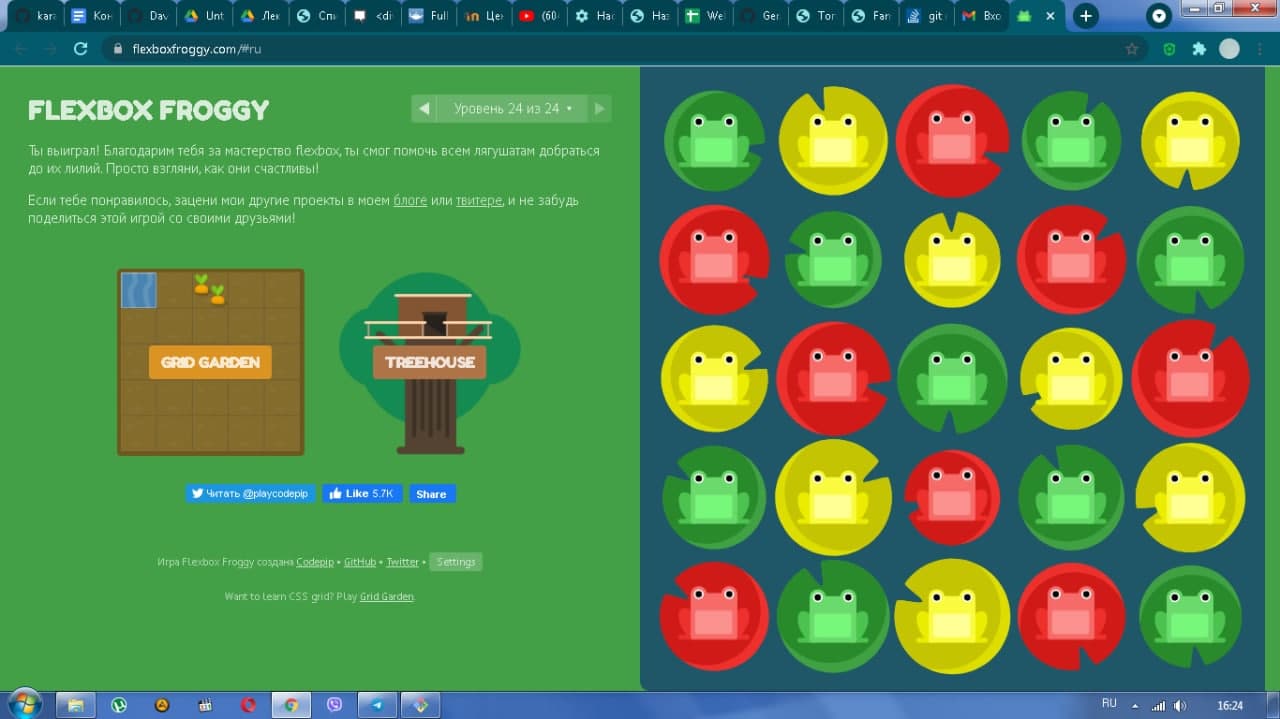 kara
Кон
Dav
Unt
Лек
Спи
<di
Full
Цен
(60
Нас
Наз
Wel
Ger
Tor
Far
git
Вхо
flexboxfroggy.com/#ru
FLEXBOX FROGGY
Уровень 24 из 24
Ты выиграл! Благодарим тебя за мастерство flexbox, ты смог помочь всем лягушатам добраться
до их лилий. Просто взгляни, как они счастливы!
Если тебе понравилось, зацени мои другие проекты в моем блоге или твитере, и не забудь
поделиться этой игрой со своими друзьями!
GRID GARDEN
TREEHOUSE
Читать @playcodepip
Like 5.7K
Share
Игра Flexbox Froggy создана Codepip • GitHub • Twitter • Settings
Want to learn CSS grid? Play Grid Garden.
RU
16:24